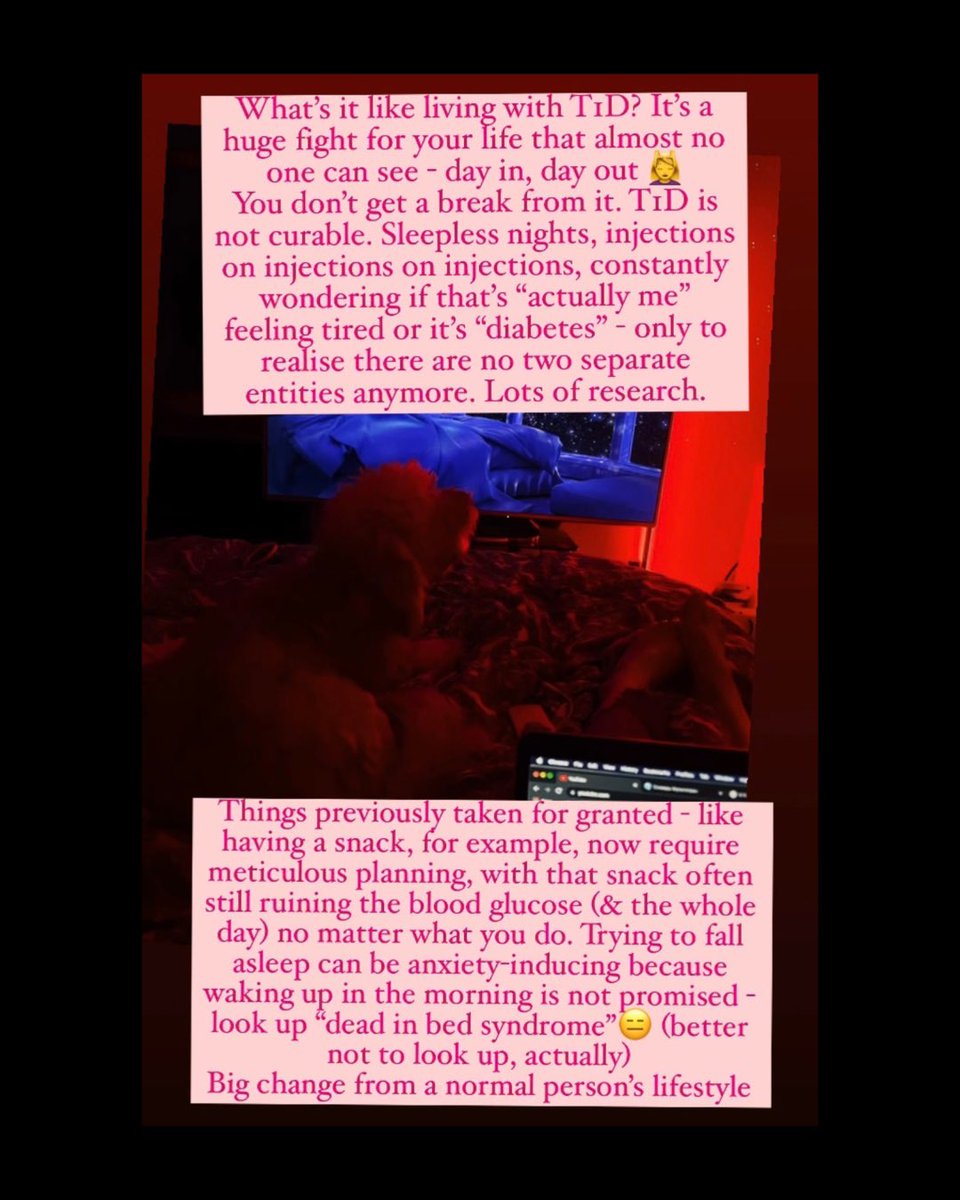 What’s it like living with T1D? It’s a
huge fight for your life that almost no
one can see - day in, day out 💆‍♀️
You don’t get a break from it. T1D is
not curable. Sleepless nights, injections
on injections on injections, constantly
wondering if that’s “actually me”
feeling tired or it’s “diabetes” - only to
realise there are no two separate
entities anymore. Lots of research.
YouTube
youtube.com
Things previously taken for granted - like
having a snack, for example, now require
meticulous planning, with that snack often
still ruining the blood glucose (& the whole
day) no matter what you do. Trying to fall
asleep can be anxiety-inducing because
waking up in the morning is not promised -
look up “dead in bed syndrome”😑 (better
not to look up, actually)
Big change from a normal person’s lifestyle